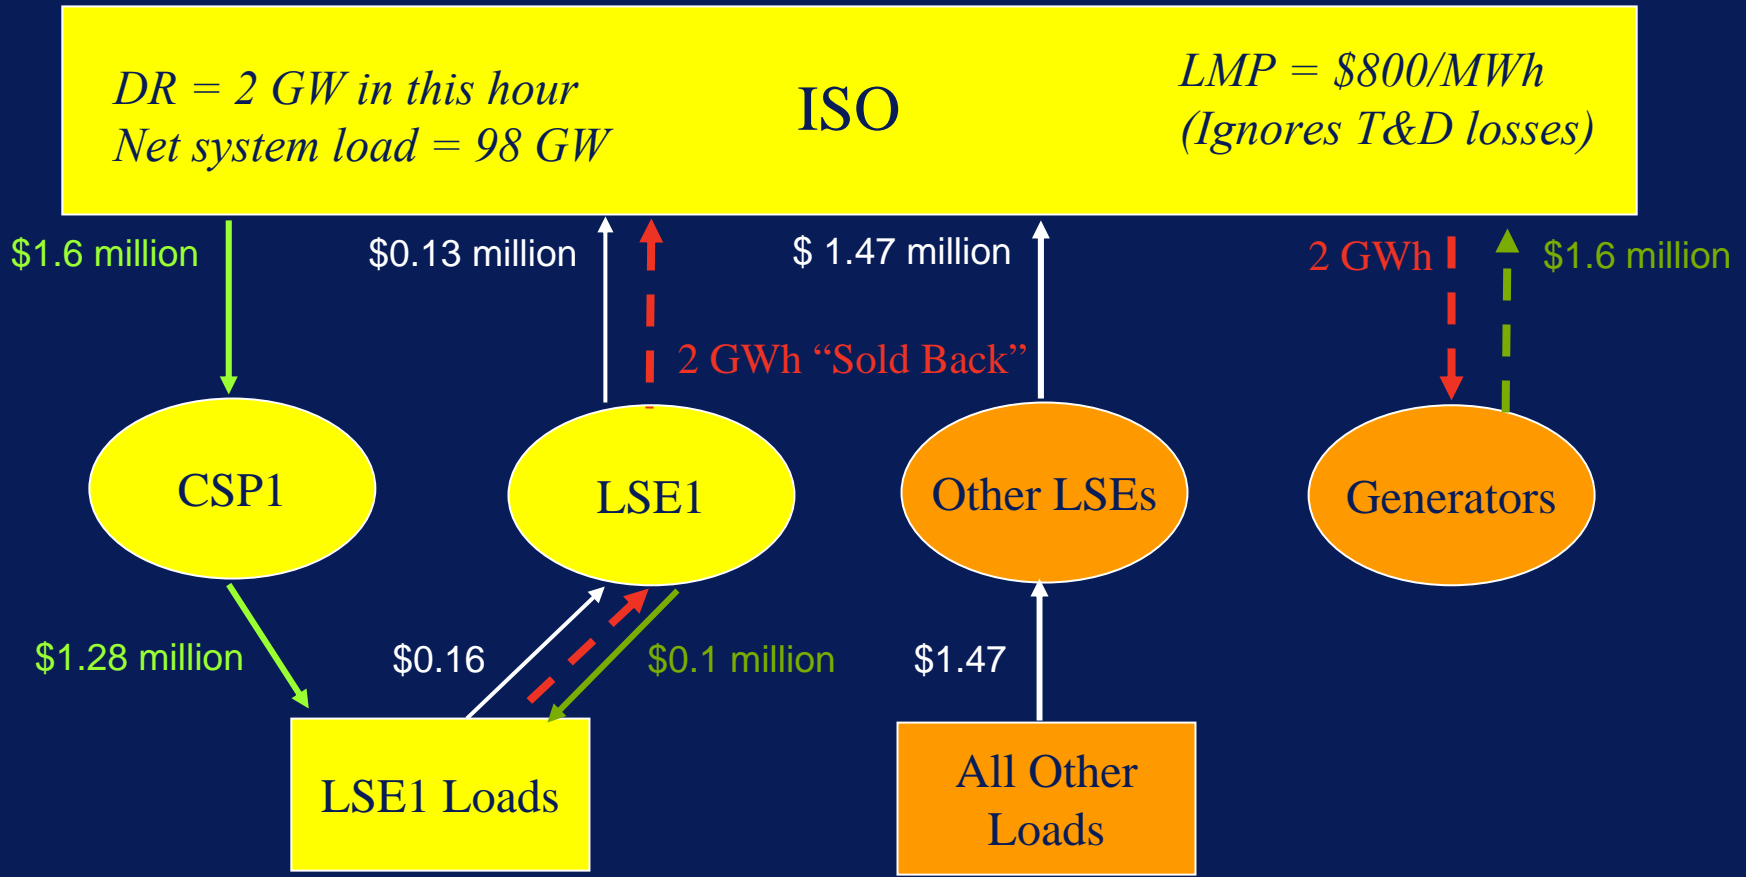 DR = 2 GW in this hour
Net system load = 98 GW
ISO
LMP = $800/MWh
(Ignores T&D losses)
$1.6 million
$0.13 million
$ 1.47 million
2 GWh
$1.6 million
2 GWh “Sold Back”
CSP1
LSE1
Other LSEs
Generators
$1.28 million
$0.16
$0.1 million
$1.47
LSE1 Loads
All Other
Loads